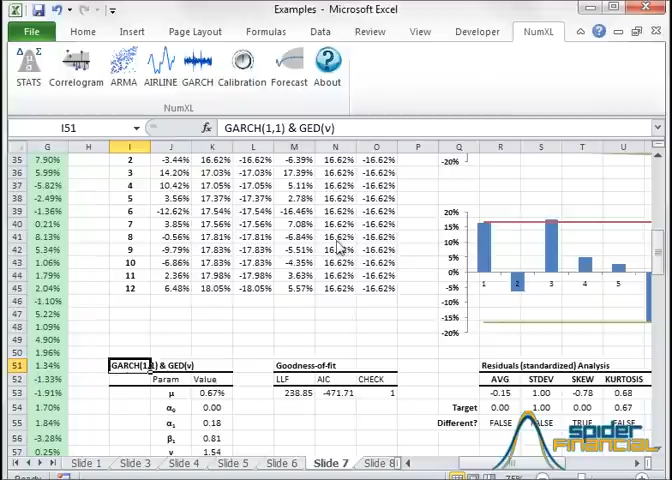 Examples - Microsoft Excel
File Home Insert Page Layout Formulas Data Review View Developer NumXL
STATS Correlogram ARMA AIRLINE GARCH Calibration Forecast About
NumXL
I51 fx GARCH(1,1) & GED(v)
G H I J K L M N O Q R S T U
35 7.90% 2 -3.44% 16.62% -16.62% -6.39% 16.62% -16.62% -20%
36 5.99% 3 14.20% 17.03% -17.03% 17.39% 16.62% -16.62%
37 -5.82% 4 10.42% 17.05% -17.05% 5.11% 16.62% -16.62%
38 -2.49% 5 3.56% 17.37% -17.37% 2.78% 16.62% -16.62%
39 -1.36% 6 -12.62% 17.54% -17.54% -16.46% 16.62% -16.62% 20%
40 0.21% 7 3.85% 17.56% -17.56% 7.08% 16.62% -16.62% 15%
41 8.13% 8 -0.56% 17.81% -17.81% -6.84% 16.62% -16.62% 10%
42 5.34% 9 -9.79% 17.83% -17.83% -5.51% 16.62% -16.62% 5%
43 1.06% 10 -6.86% 17.83% -17.83% -4.35% 16.62% -16.62% 0%
44 1.79% 11 2.36% 17.98% -17.98% 3.63% 16.62% -16.62% -5% 1 2 3 4 5
45 2.04% 12 6.48% 18.05% -18.05% 0.57% 16.62% -16.62% -10%
46 -1.10% -15%
47 6.48% -20%
48 1.09%
49 4.90%
50 1.96%
51 1.34% GARCH(1,1) & GED(v) Goodness-of-fit Residuals (standardized) Analysis
52 -1.33% Param Value LLF AIC CHECK AVG STDEV SKEW KURTOSIS
53 -1.91% μ 0.67% 238.85 -471.71 1 -0.15 1.00 -0.78 0.68
54 1.70% α0 0.00 Target 0.00 1.00 0.00 0.67
55 1.84% α1 0.18 Different? FALSE FALSE TRUE FALSE
56 -3.28% β1 0.81
57 0.25% v 1.54
spider
financial
Slide 1 Slide 3 Slide 4 Slide 5 Slide 6 Slide 7 Slide 8
75%